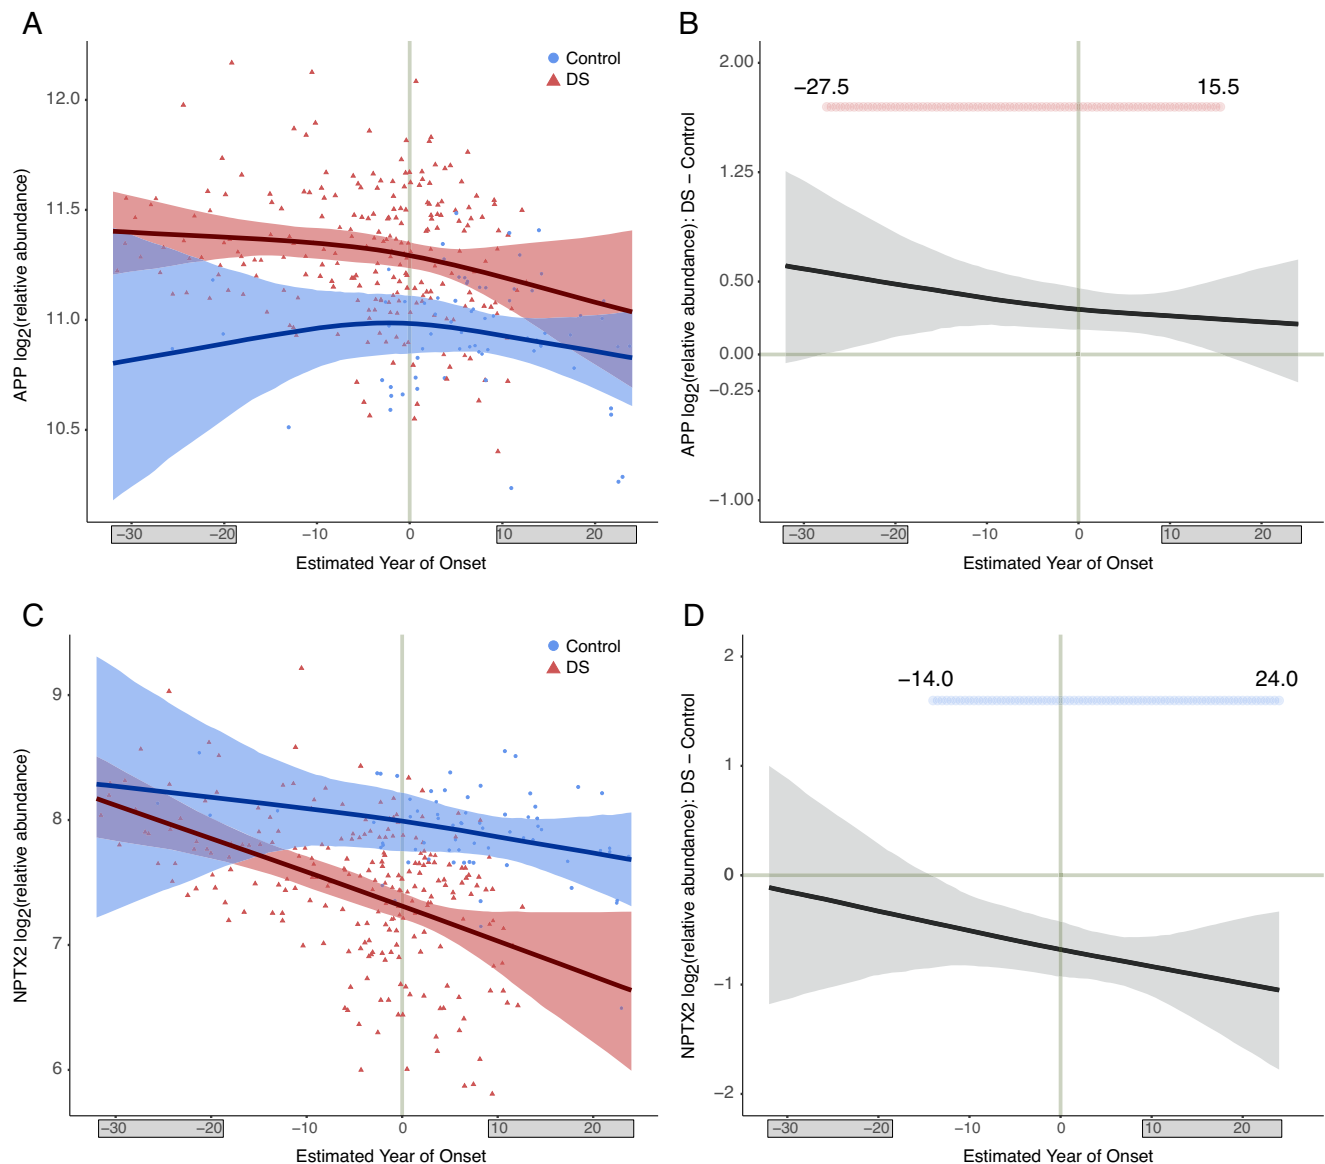 A
Control
DS
12.0
11.5
11.0
10.5
APP log2(relative abundance)
−30 −20 −10 0 10 20
Estimated Year of Onset
B
−27.5 15.5
2.00
1.25
0.50
0.00
−0.25
−1.00
APP log2(relative abundance): DS − Control
−30 −20 −10 0 10 20
Estimated Year of Onset
C
Control
DS
9
8
7
6
NPTX2 log2(relative abundance)
−30 −20 −10 0 10 20
Estimated Year of Onset
D
−14.0 24.0
2
1
0
−1
−2
NPTX2 log2(relative abundance): DS − Control
−30 −20 −10 0 10 20
Estimated Year of Onset